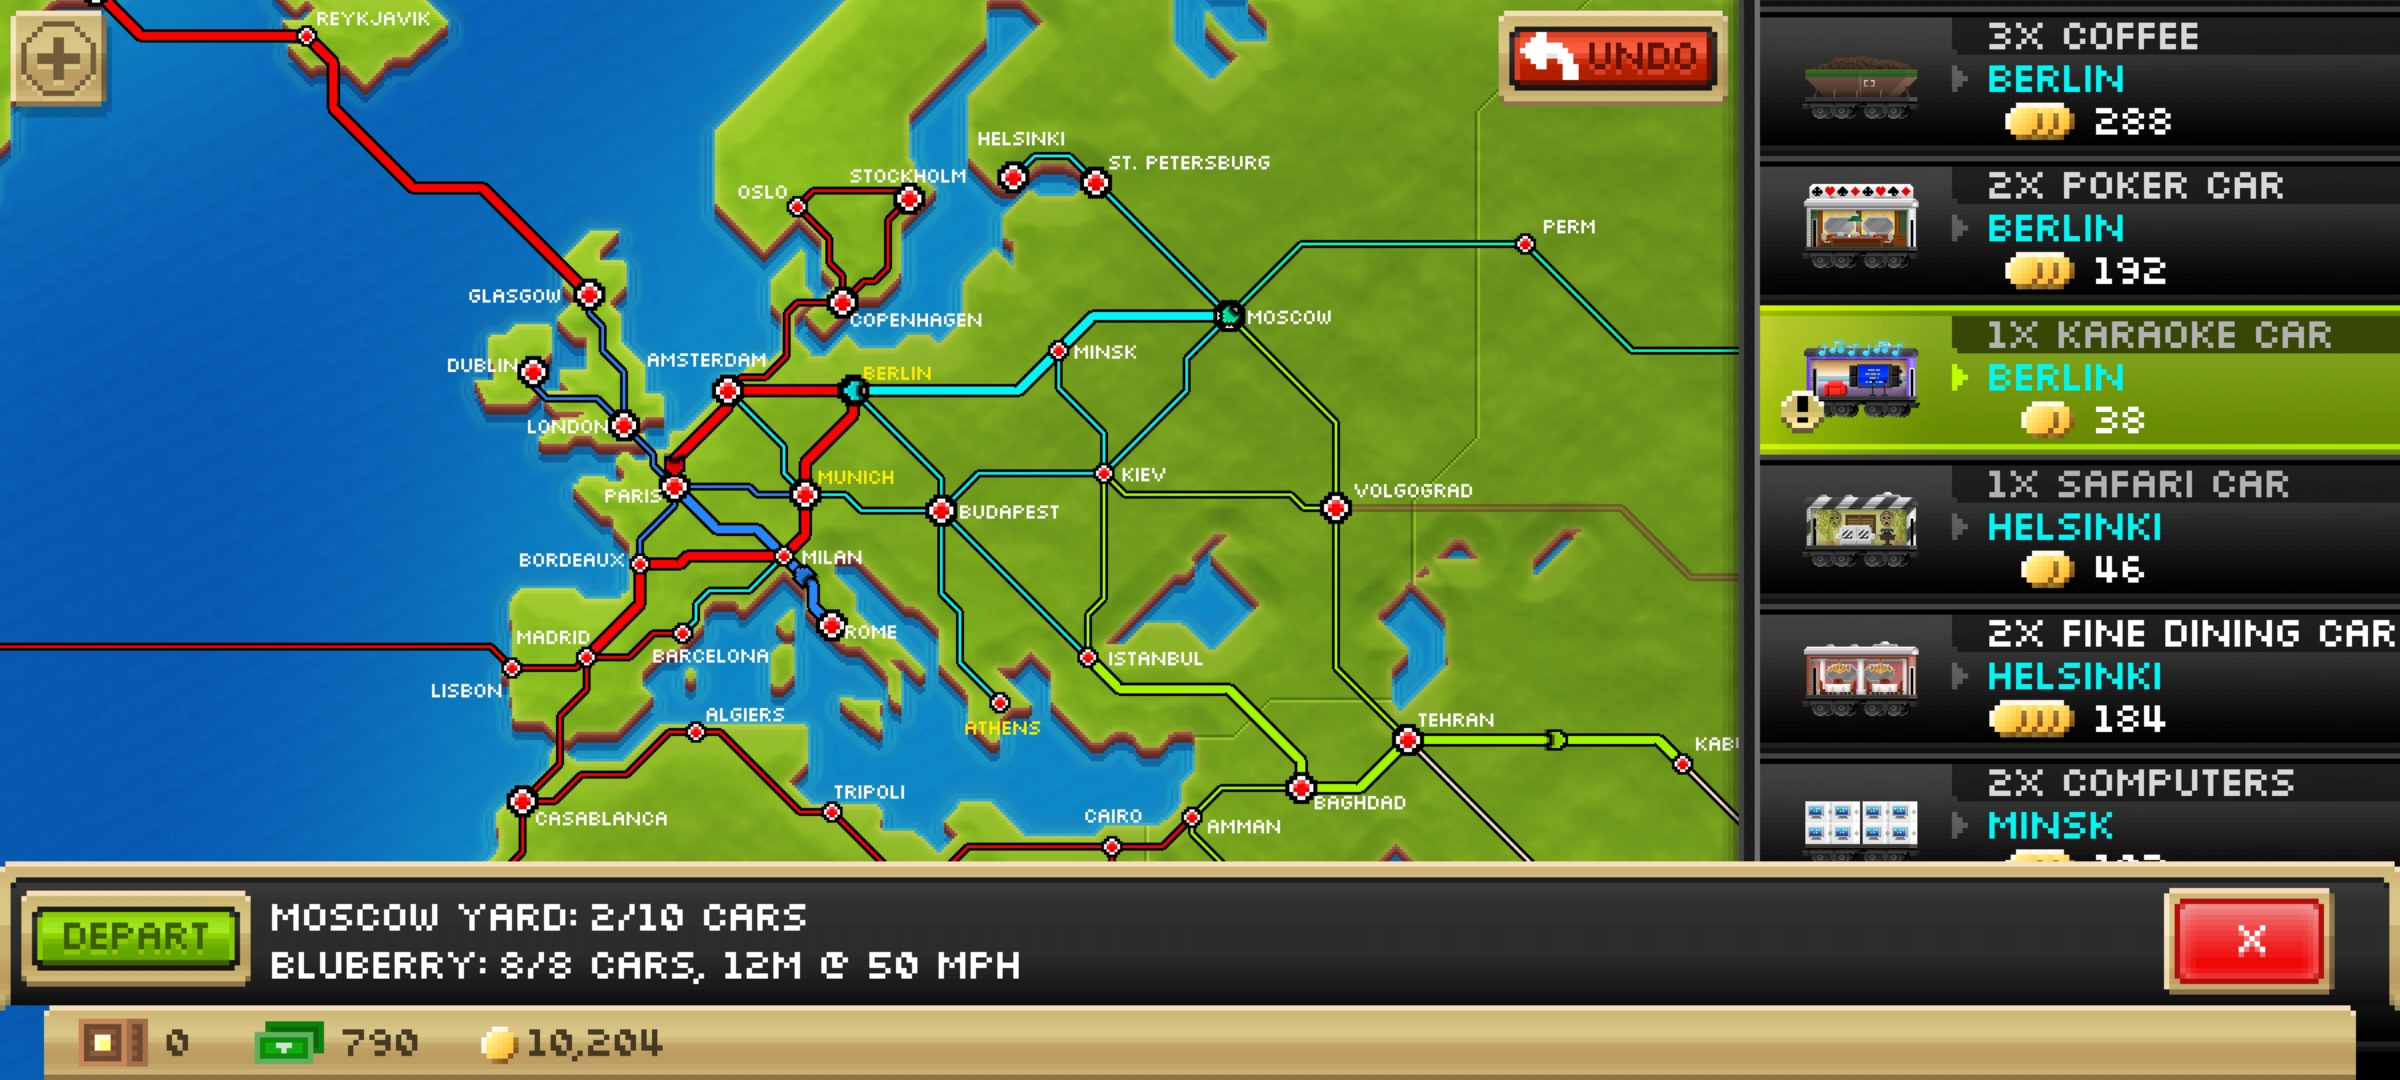 REYKJAVIK
UNDO
HELSINKI
ST. PETERSBURG
OSLO
STOCKHOLM
PERM
GLASGOW
COPENHAGEN
MOSCOW
DUBLIN
AMSTERDAM
MINSK
BERLIN
LONDON
MUNICH
KIEV
PARIS
VOLGOGRAD
BUDAPEST
BORDEAUX
MILAN
MADRID
ROME
BARCELONA
ISTANBUL
LISBON
ALGIERS
ATHENS
TEHRAN
KAB
TRIPOLI
BAGHDAD
CASABLANCA
CAIRO
AMMAN
3X COFFEE
BERLIN
288
2X POKER CAR
BERLIN
192
1X KARAOKE CAR
BERLIN
38
1X SAFARI CAR
HELSINKI
46
2X FINE DINING CAR
HELSINKI
184
2X COMPUTERS
MINSK
DEPART
MOSCOW YARD: 2/10 CARS
BLUBERRY: 8/8 CARS, 12M @ 50 MPH
X
0
790
10,204